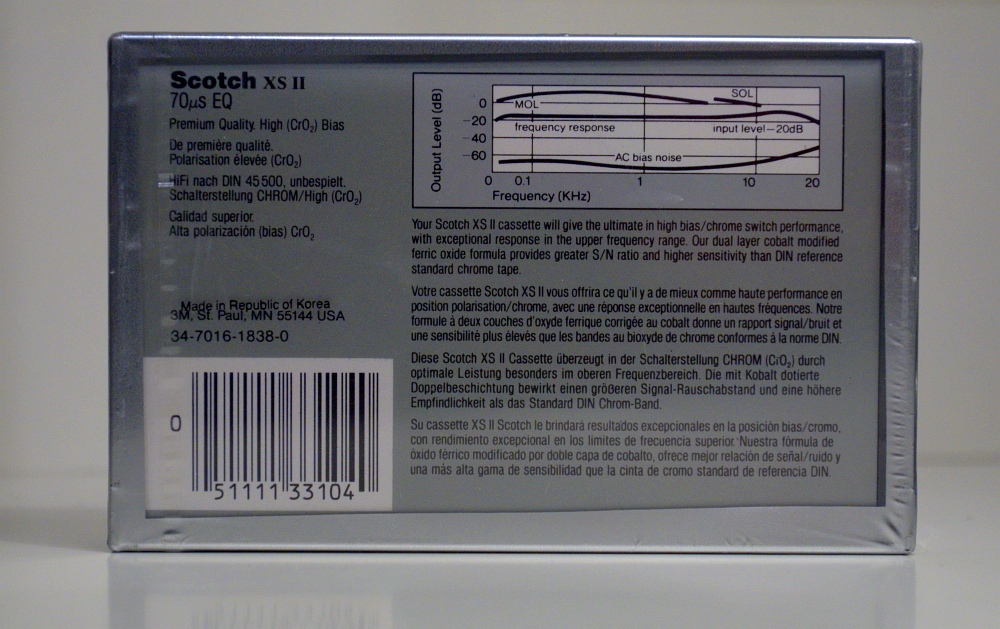 Scotch XS II
70µs EQ
Premium Quality. High (CrO₂) Bias
De première qualité.
Polarisation élevée (CrO₂)
HiFi nach DIN 45 500, unbespielt.
Schalterstellung CHROM/High (CrO₂)
Calidad superior.
Alta polarización (bias) CrO₂
Made in Republic of Korea
3M, St. Paul, MN 55144 USA
34-7016-1838-0
0
51111 33104
Output Level (dB)
0
-20
-40
-60
MOL
SOL
frequency response
input level-20dB
AC bias noise
0 0.1 1 10 20
Frequency (KHz)
Your Scotch XS II cassette will give the ultimate in high bias/chrome switch performance,
with exceptional response in the upper frequency range. Our dual layer cobalt modified
ferric oxide formula provides greater S/N ratio and higher sensitivity than DIN reference
standard chrome tape.
Votre cassette Scotch XS II vous offrira ce qu'il y a de mieux comme haute performance en
position polarisation/chrome, avec une réponse exceptionnelle en hautes fréquences. Notre
formule à deux couches d'oxyde ferrique corrigée au cobalt donne un rapport signal/bruit et
une sensibilité plus élevés que les bandes au bioxyde de chrome conformes à la norme DIN.
Diese Scotch XS II Cassette überzeugt in der Schalterstellung CHROM (CrO₂) durch
optimale Leistung besonders im oberen Frequenzbereich. Die mit Kobalt dotierte
Doppelbeschichtung bewirkt einen größeren Signal-Rauschabstand und eine höhere
Empfindlichkeit als das Standard DIN Chrom-Band.
Su cassette XS II Scotch le brindará resultados excepcionales en la posición bias/cromo,
con rendimiento excepcional en los limites de frecuencia superior. Nuestra fórmula de
óxido férrico modificado por doble capa de cobalto, ofrece mejor relación de señal/ruido y
una más alta gama de sensibilidad que la cinta de cromo standard de referencia DIN.